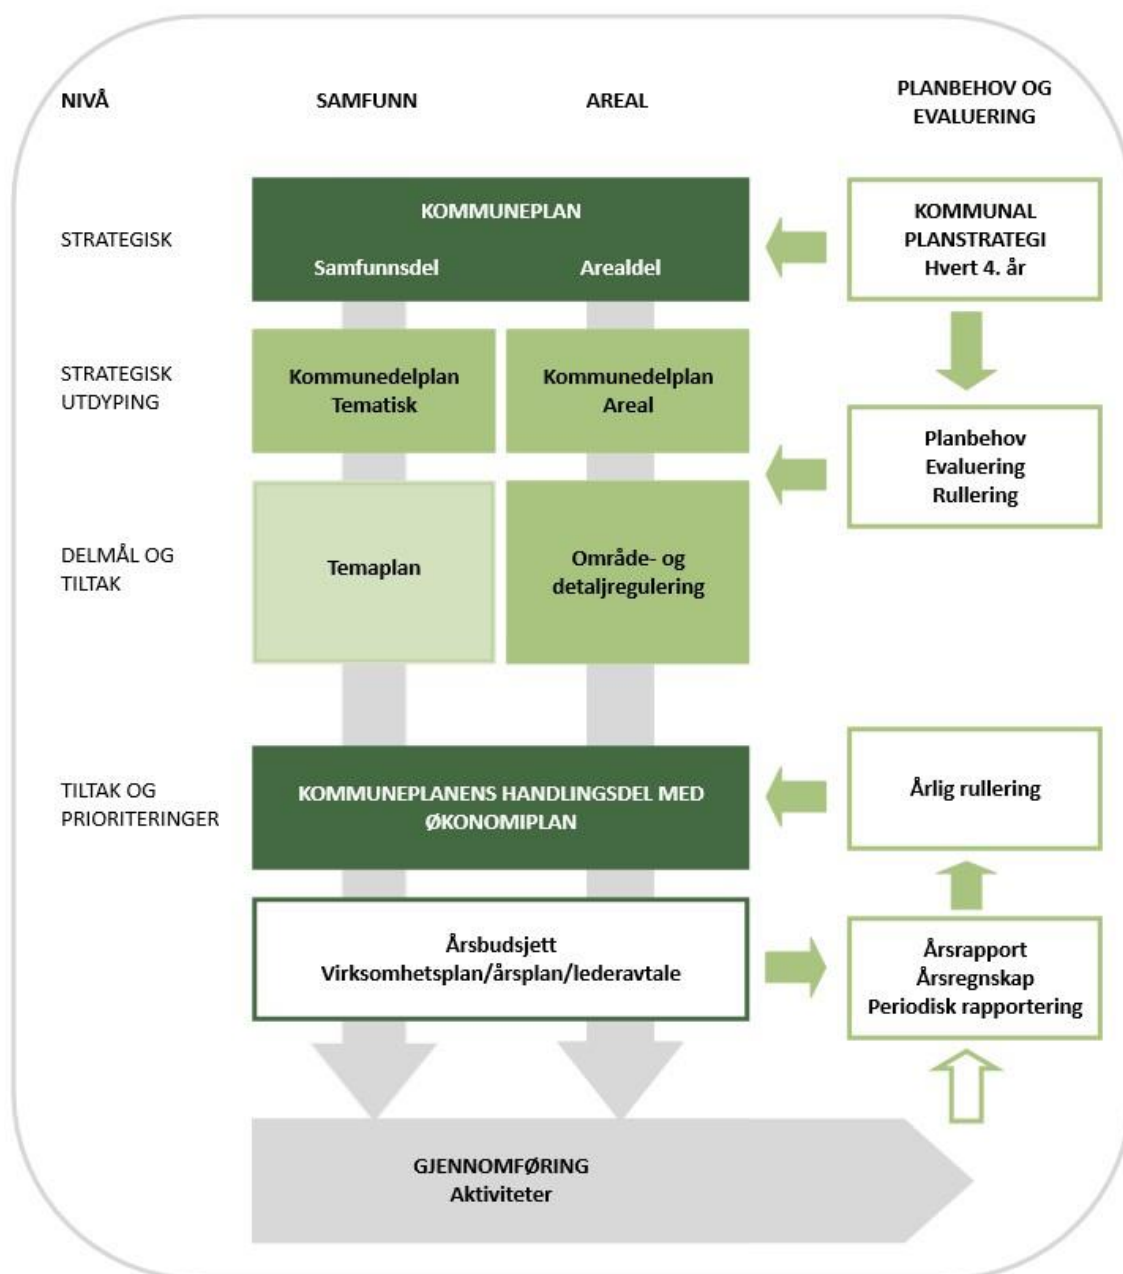 NIVÅ
SAMFUNN
AREAL
PLANBEHOV OG
EVALUERING
STRATEGISK
KOMMUNEPLAN
Samfunnsdel
Arealdel
KOMMUNAL
PLANSTRATEGI
Hvert 4. år
STRATEGISK
UTDYPING
Kommunedelplan
Tematisk
Kommunedelplan
Areal
Planbehov
Evaluering
Rullering
DELMÅL OG
TILTAK
Temaplan
Område- og
detaljregulering
TILTAK OG
PRIORITERINGER
KOMMUNEPLANENS HANDLINGSDEL MED
ØKONOMIPLAN
Årlig rullering
Årsbudsjett
Virksomhetsplan/årsplan/lederavtale
Årsrapport
Årsregnskap
Periodisk rapportering
GJENNOMFØRING
Aktiviteter